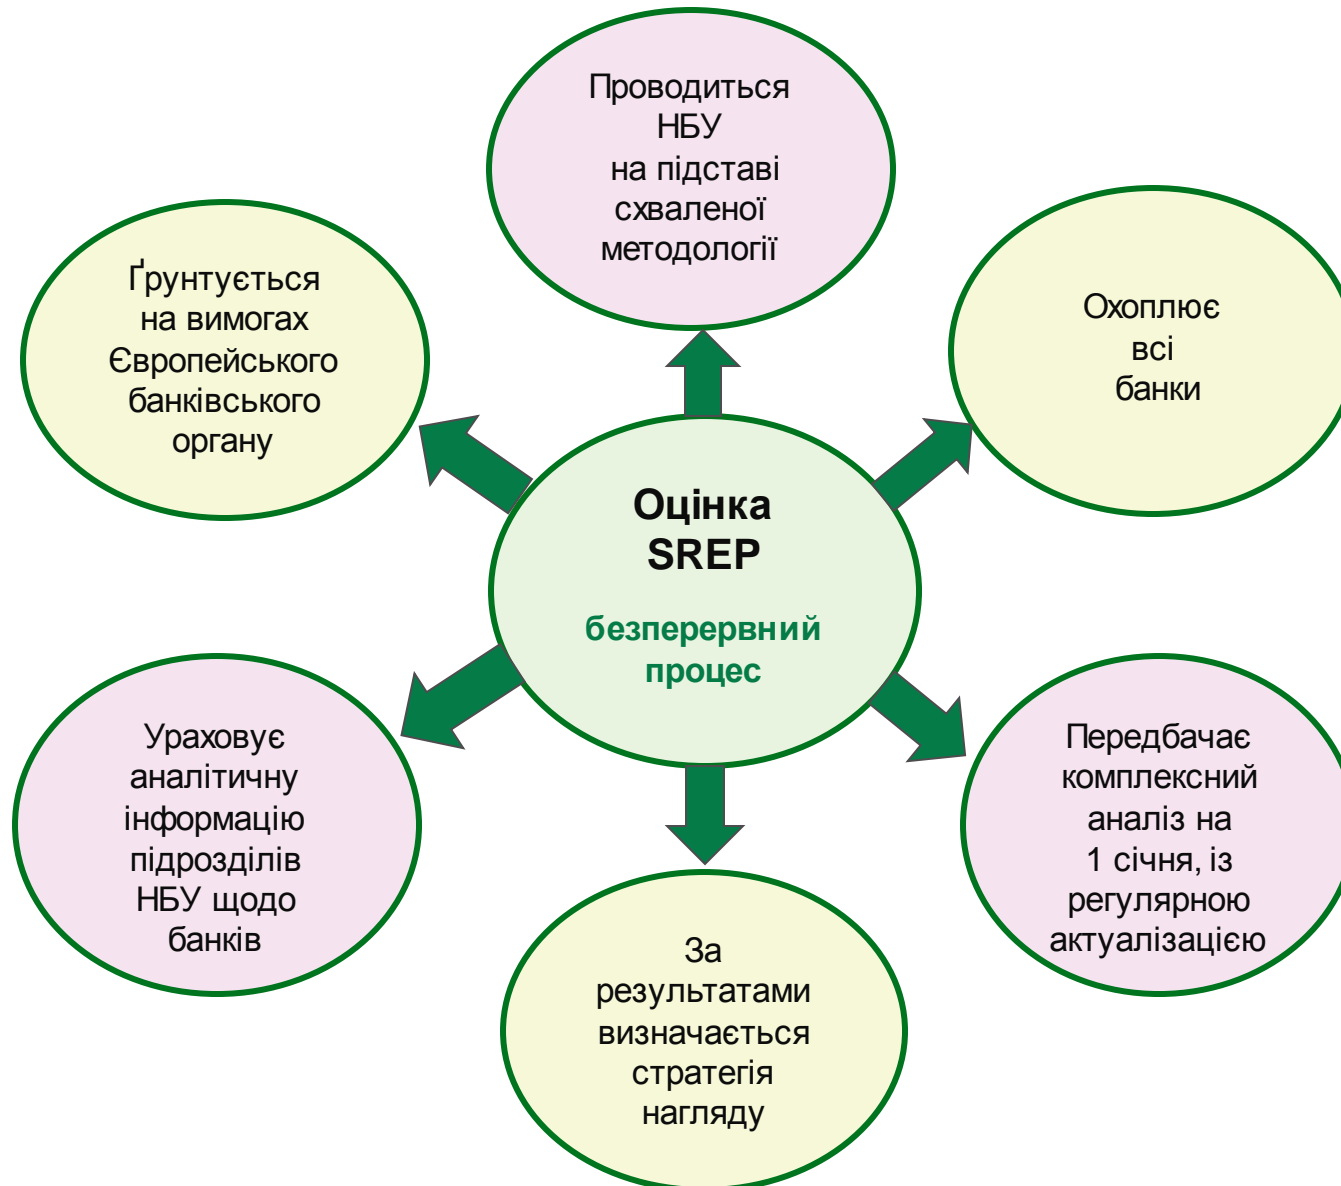 Проводиться
НБУ
на підставі
схваленої
методології
Ґрунтується
на вимогах
Європейського
банківського
органу
Охоплює
всі
банки
Оцінка
SREP
безперервний
процес
Ураховує
аналітичну
інформацію
підрозділів
НБУ щодо
банків
Передбачає
комплексний
аналіз на
1 січня, із
регулярною
актуалізацією
За
результатами
визначається
стратегія
нагляду